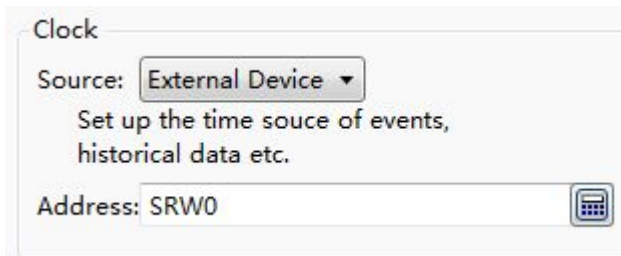 Clock
Source: External Device
Set up the time souce of events,
historical data etc.
Address: SRW0